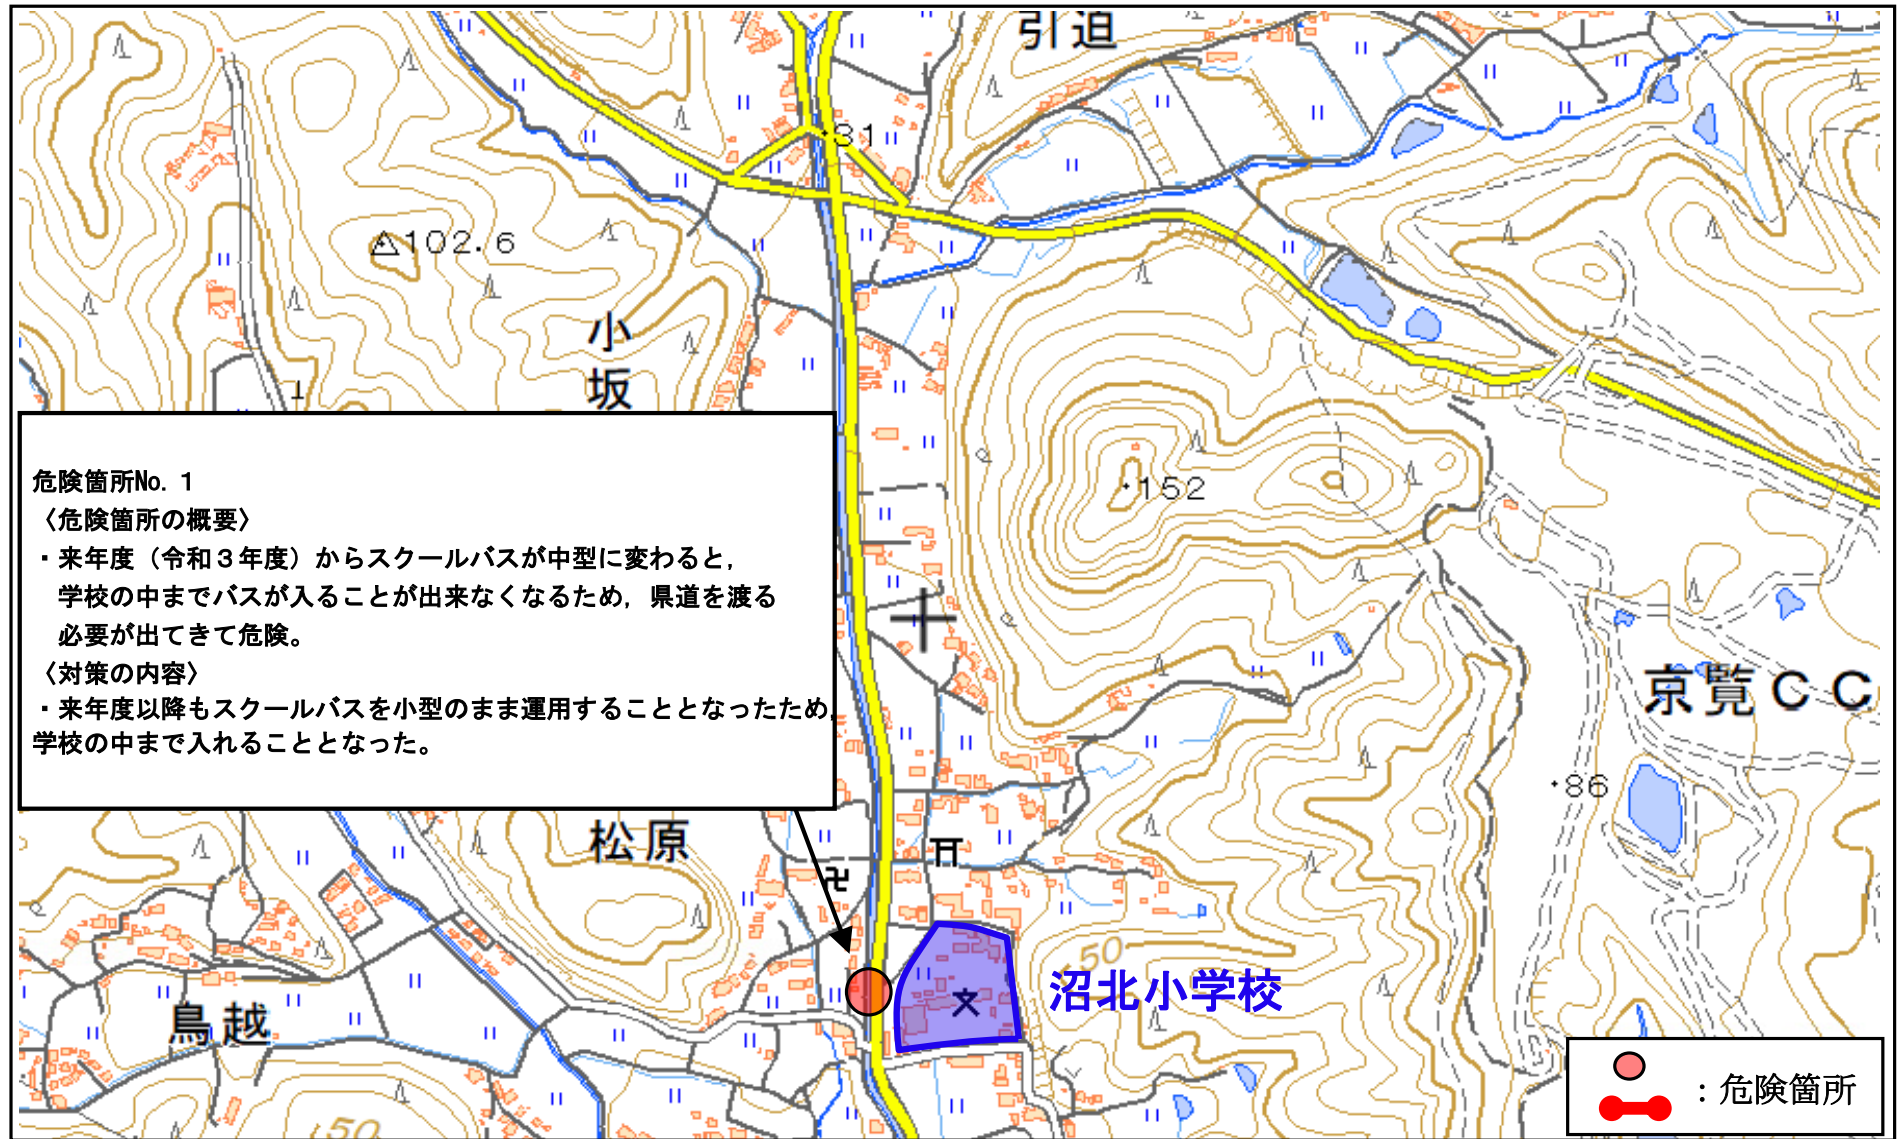 引迫
81
102.6
小坂
152
危険箇所No. 1
〈危険箇所の概要〉
・来年度（令和３年度）からスクールバスが中型に変わると，
学校の中までバスが入ることが出来なくなるため，県道を渡る
必要が出てきて危険。
〈対策の内容〉
・来年度以降もスクールバスを小型のまま運用することとなったため，
学校の中まで入れることとなった。
京覧ＣＣ
86
松原
50
沼北小学校
文
鳥越
50
：危険箇所